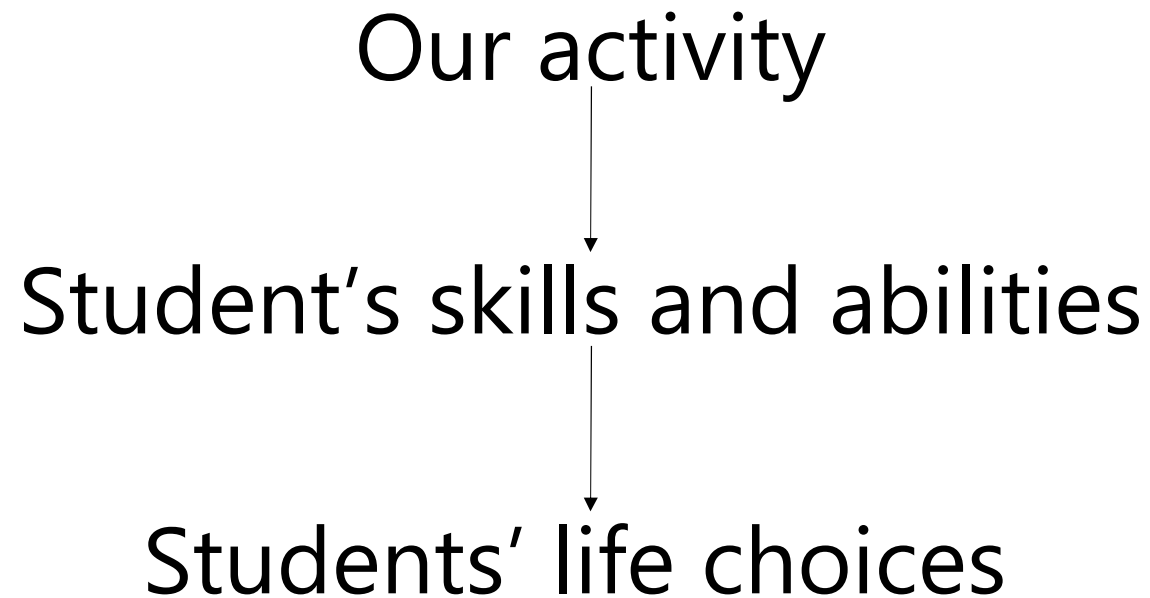 Our activity
Student’s skills and abilities
Students’ life choices